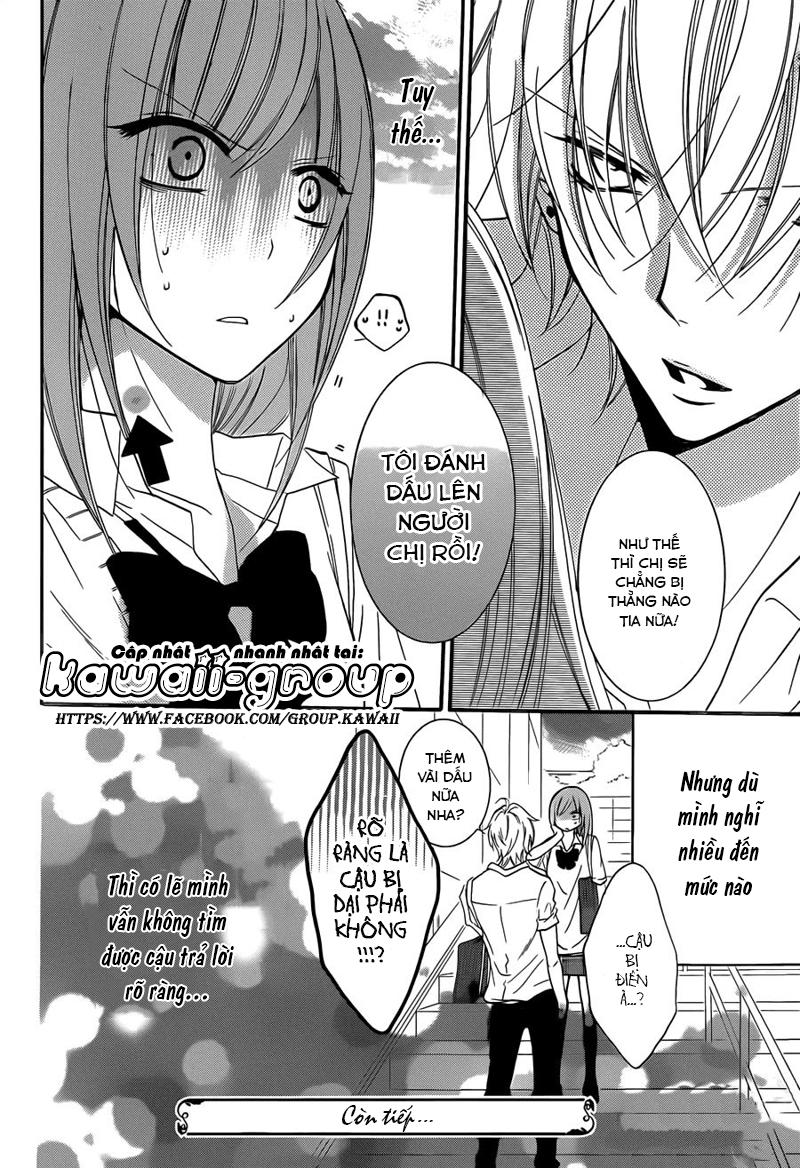 NHƯ THẾ
THÌ CHỊ SẼ
CHẲNG BỊ
THẰNG NÀO
TIA NỮA!
Tuy
thế...
!!
TÔI ĐÁNH
DẤU LÊN
NGƯỜI
CHỊ RỒI!
Cập nhật nhanh nhất tại:
kawaii-group
HTTPS://WWW.FACEBOOK.COM/GROUP.KAWAII
Nhưng dù
mình nghĩ
nhiều đến
mức nào
THÊM
VÀI DẤU
NỮA
NHA?
...CẬU
BỊ
ĐIÊN
À...?
RÕ
RÀNG LÀ
CẬU BỊ
DẠI PHẢI
KHÔNG
!!!?
Thì có lẽ mình
vẫn không tìm
được câu trả lời
rõ ràng...
Còn tiếp...